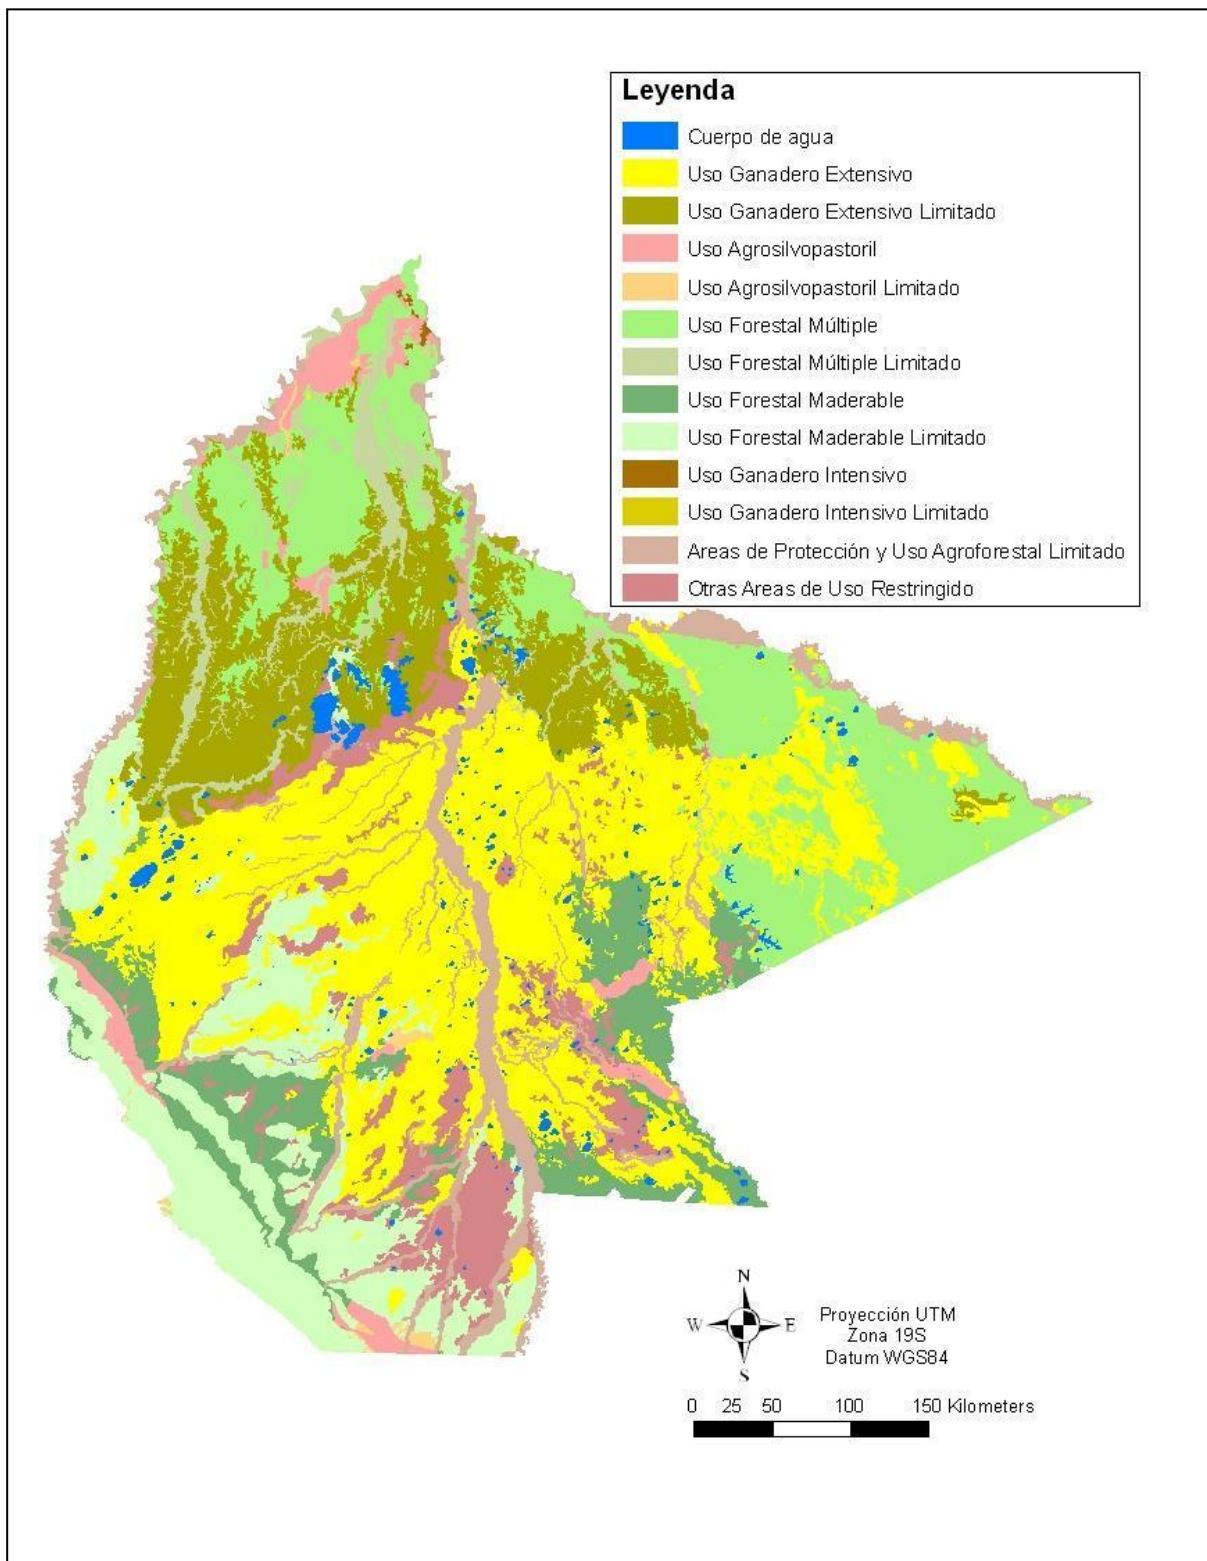 Leyenda
Cuerpo de agua
Uso Ganadero Extensivo
Uso Ganadero Extensivo Limitado
Uso Agrosilvopastoril
Uso Agrosilvopastoril Limitado
Uso Forestal Múltiple
Uso Forestal Múltiple Limitado
Uso Forestal Maderable
Uso Forestal Maderable Limitado
Uso Ganadero Intensivo
Uso Ganadero Intensivo Limitado
Areas de Protección y Uso Agroforestal Limitado
Otras Areas de Uso Restringido
N
W E
S
Proyección UTM
Zona 19S
Datum WGS84
0 25 50 100 150 Kilometers